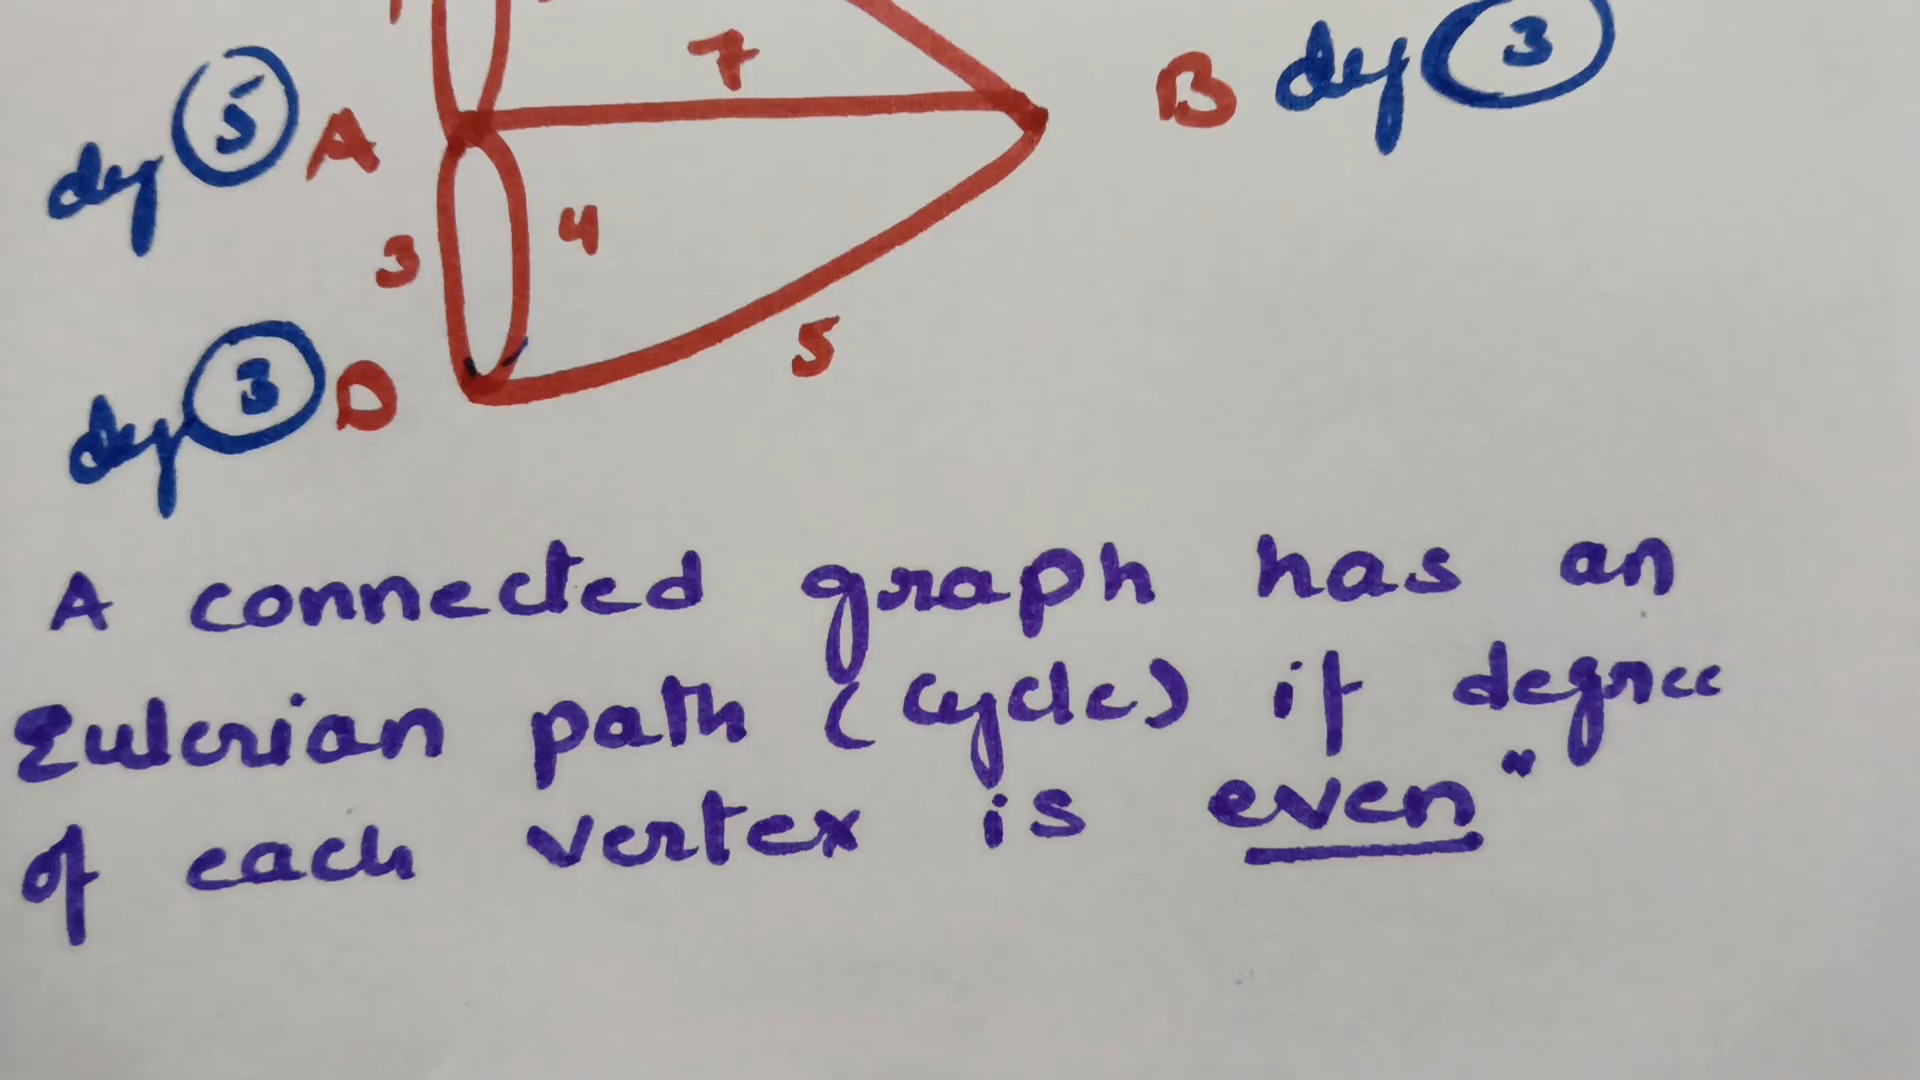 7
B deg 3
deg 5 A
3
4
5
deg 3 D
A connected graph has an
Eulerian path (cycle) if degree
of each vertex is even"